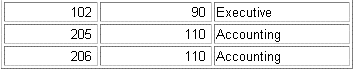 102 90 Executive
205 110 Accounting
206 110 Accounting